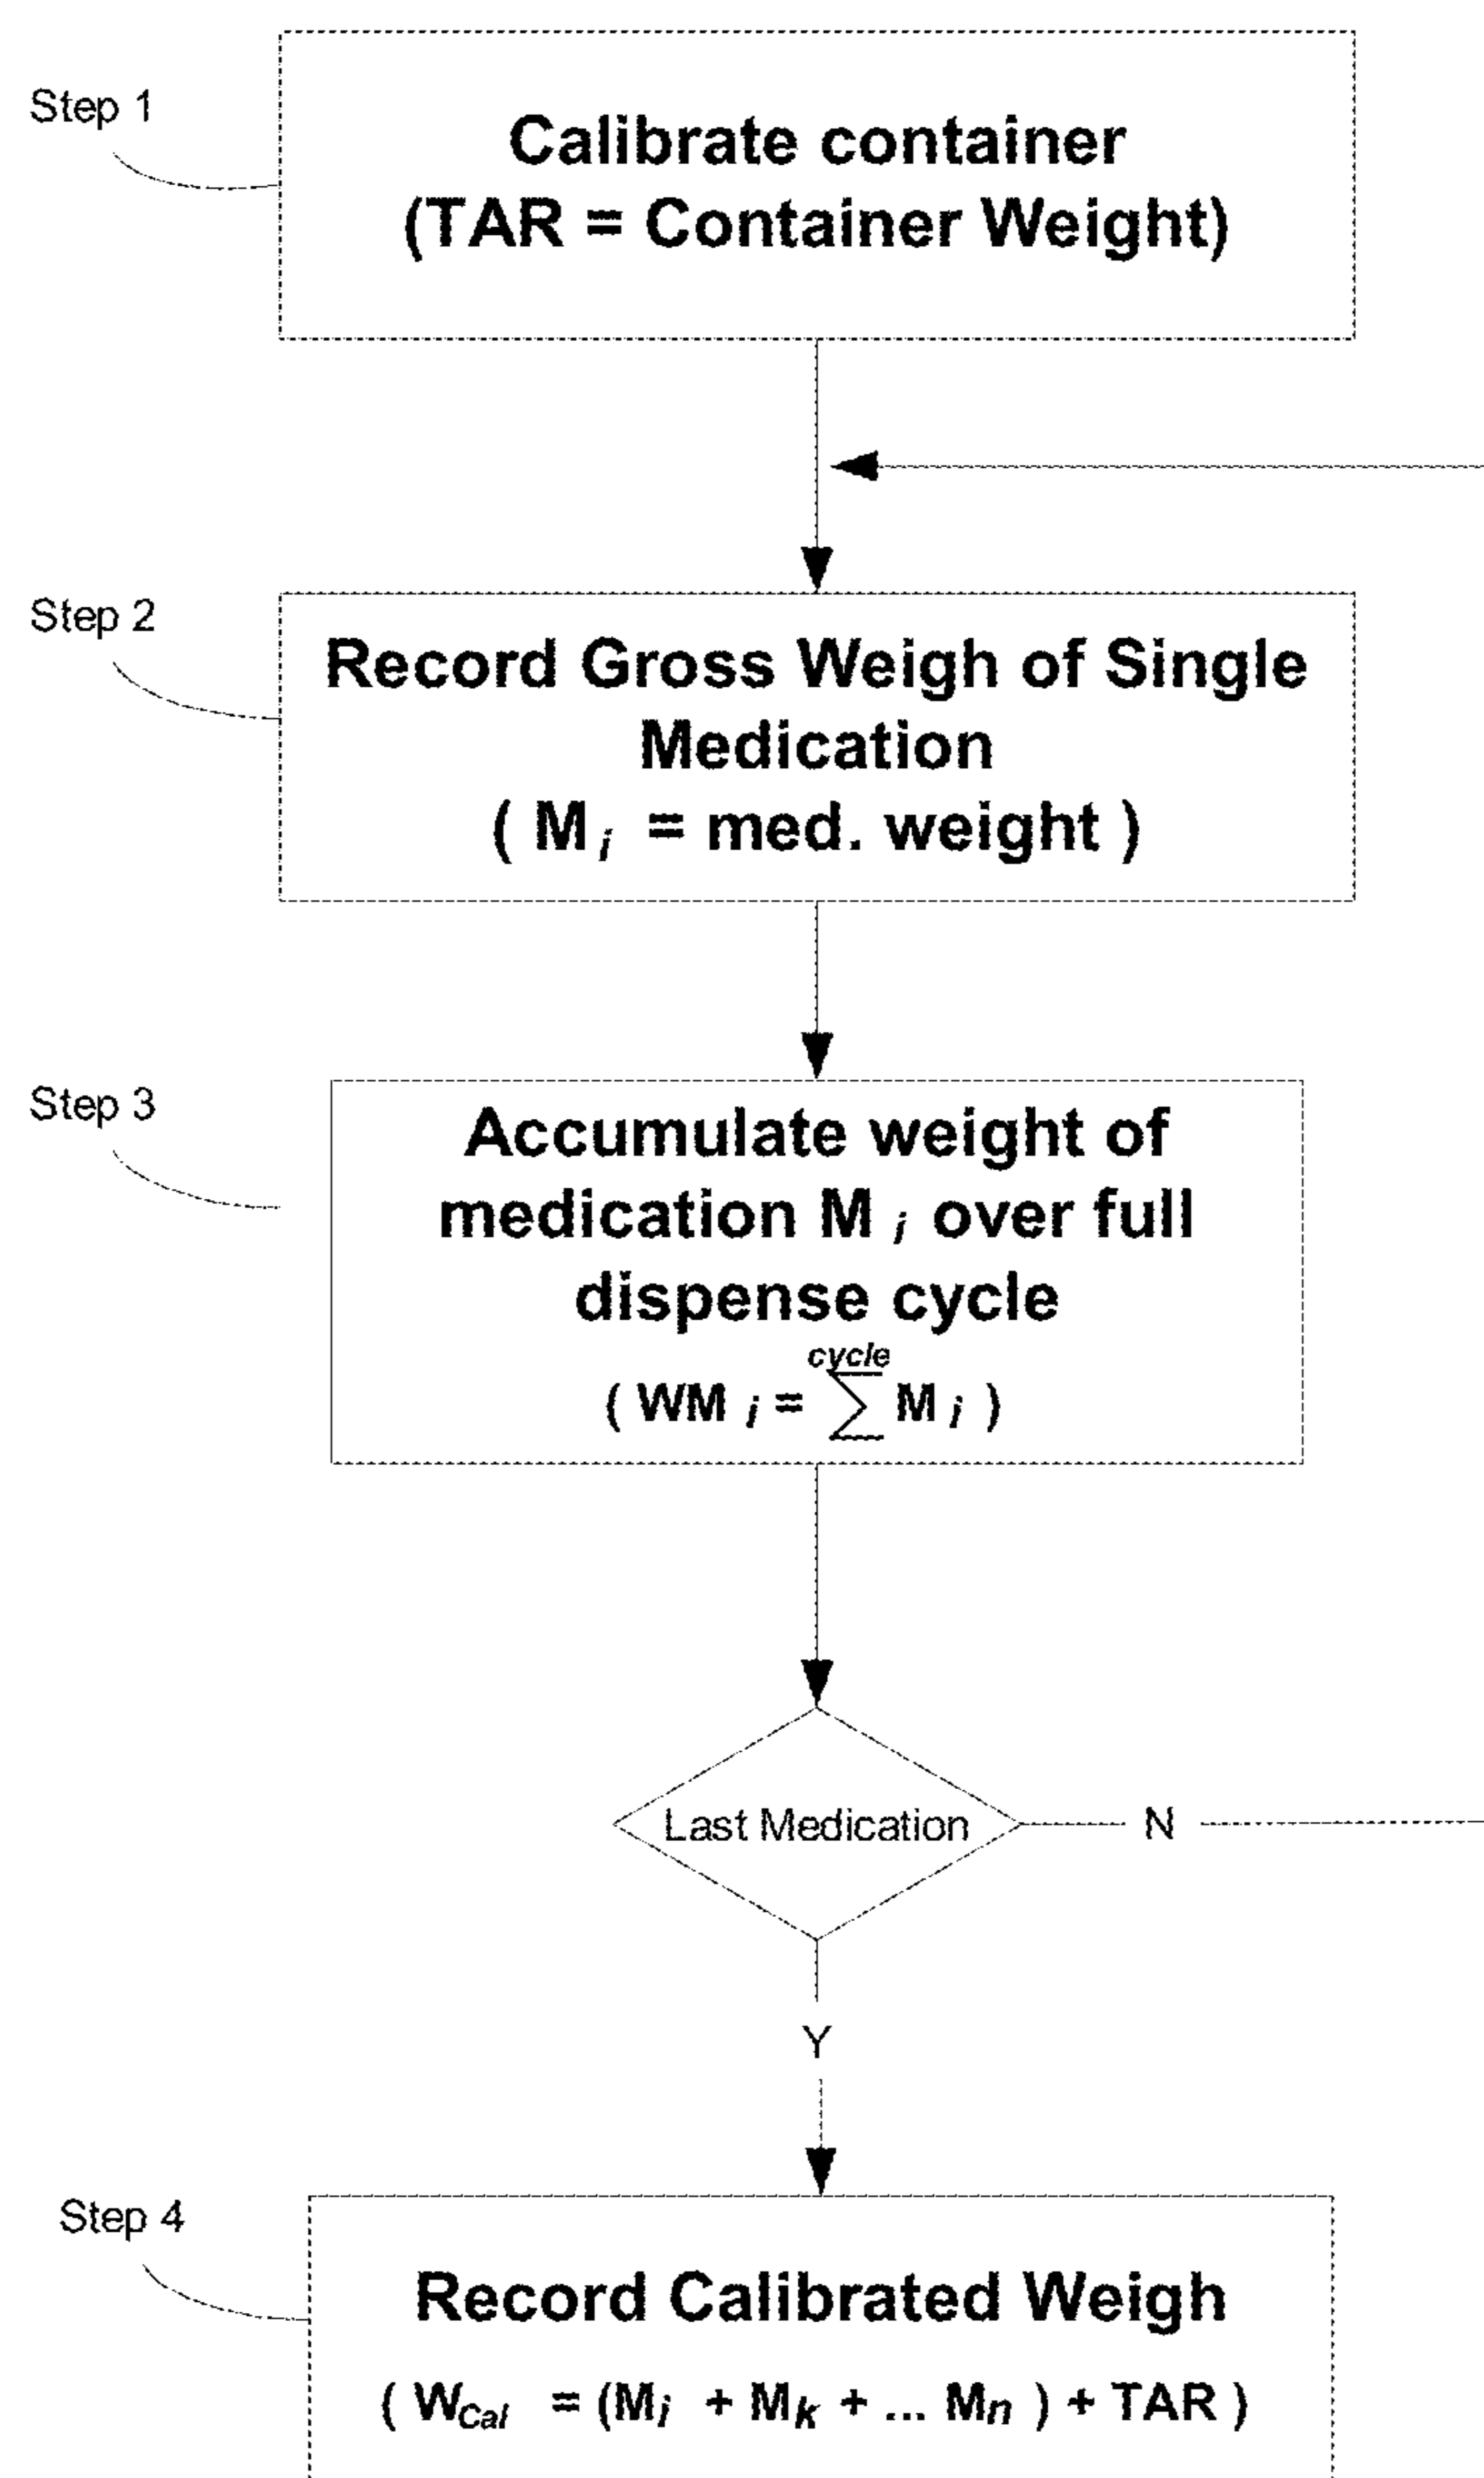 Step 1
Calibrate container
(TAR = Container Weight)
Step 2
Record Gross Weigh of Single
Medication
( M i = med. weight )
Step 3
Accumulate weight of
medication M i over full
dispense cycle
cycle
( WM i = ∑ M i )
Last Medication
N
Y
Step 4
Record Calibrated Weigh
( WCal = (Mi + Mk + ... Mn ) + TAR )